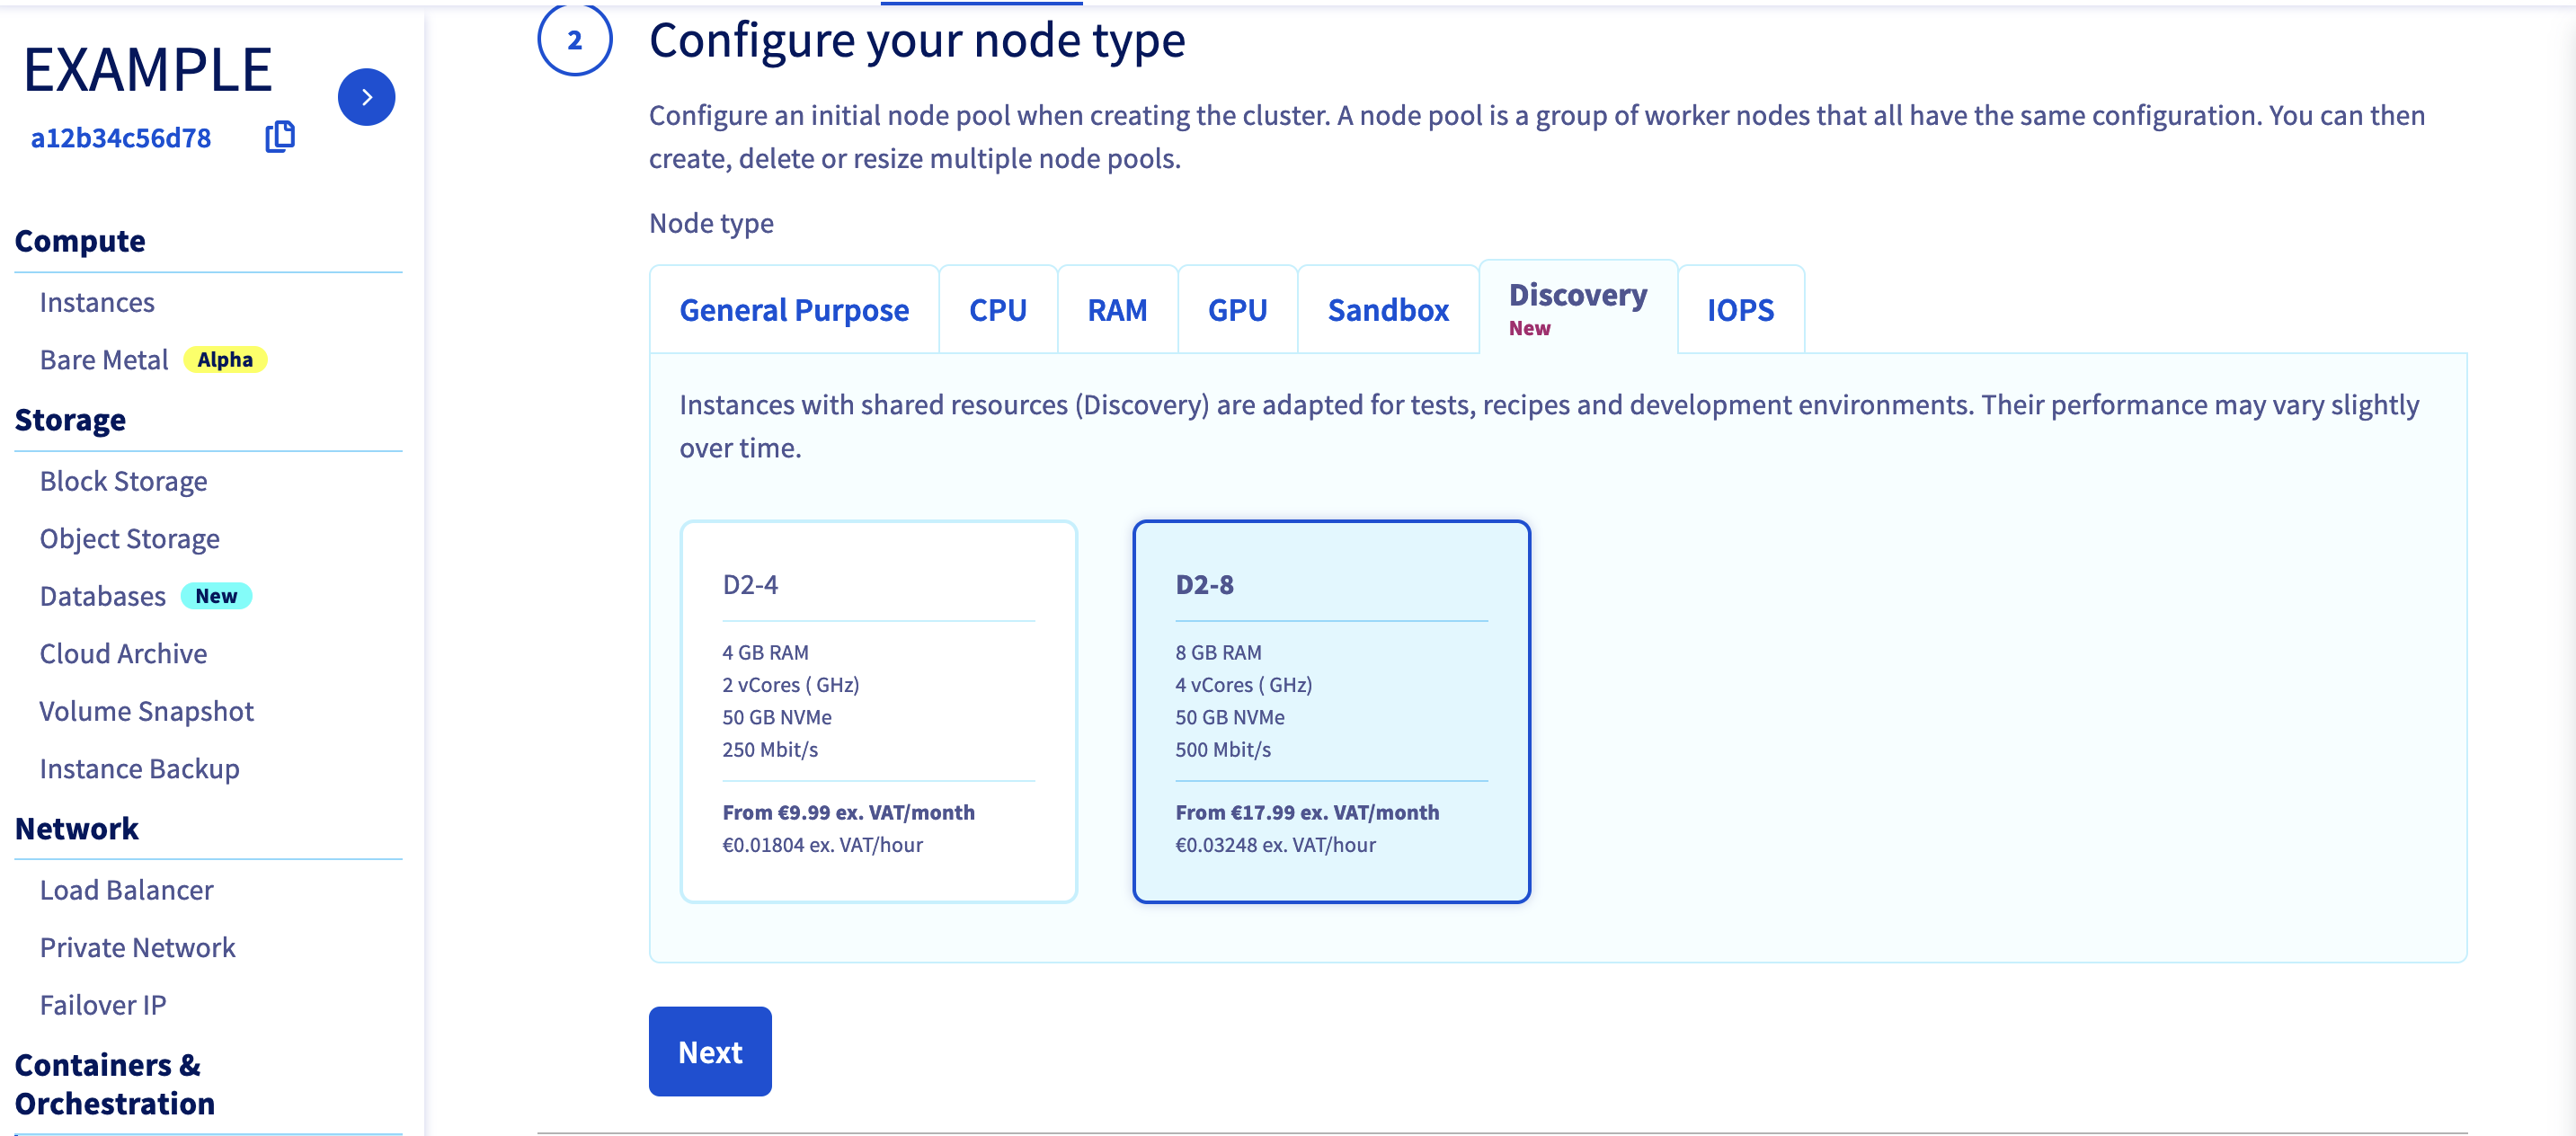 EXAMPLE
a12b34c56d78
Compute
Instances
Bare Metal Alpha
Storage
Block Storage
Object Storage
Databases New
Cloud Archive
Volume Snapshot
Instance Backup
Network
Load Balancer
Private Network
Failover IP
Containers &
Orchestration
2 Configure your node type
Configure an initial node pool when creating the cluster. A node pool is a group of worker nodes that all have the same configuration. You can then
create, delete or resize multiple node pools.
Node type
General Purpose CPU RAM GPU Sandbox Discovery IOPS
New
Instances with shared resources (Discovery) are adapted for tests, recipes and development environments. Their performance may vary slightly
over time.
D2-4
4 GB RAM
2 vCores ( GHz)
50 GB NVMe
250 Mbit/s
From €9.99 ex. VAT/month
€0.01804 ex. VAT/hour
D2-8
8 GB RAM
4 vCores ( GHz)
50 GB NVMe
500 Mbit/s
From €17.99 ex. VAT/month
€0.03248 ex. VAT/hour
Next